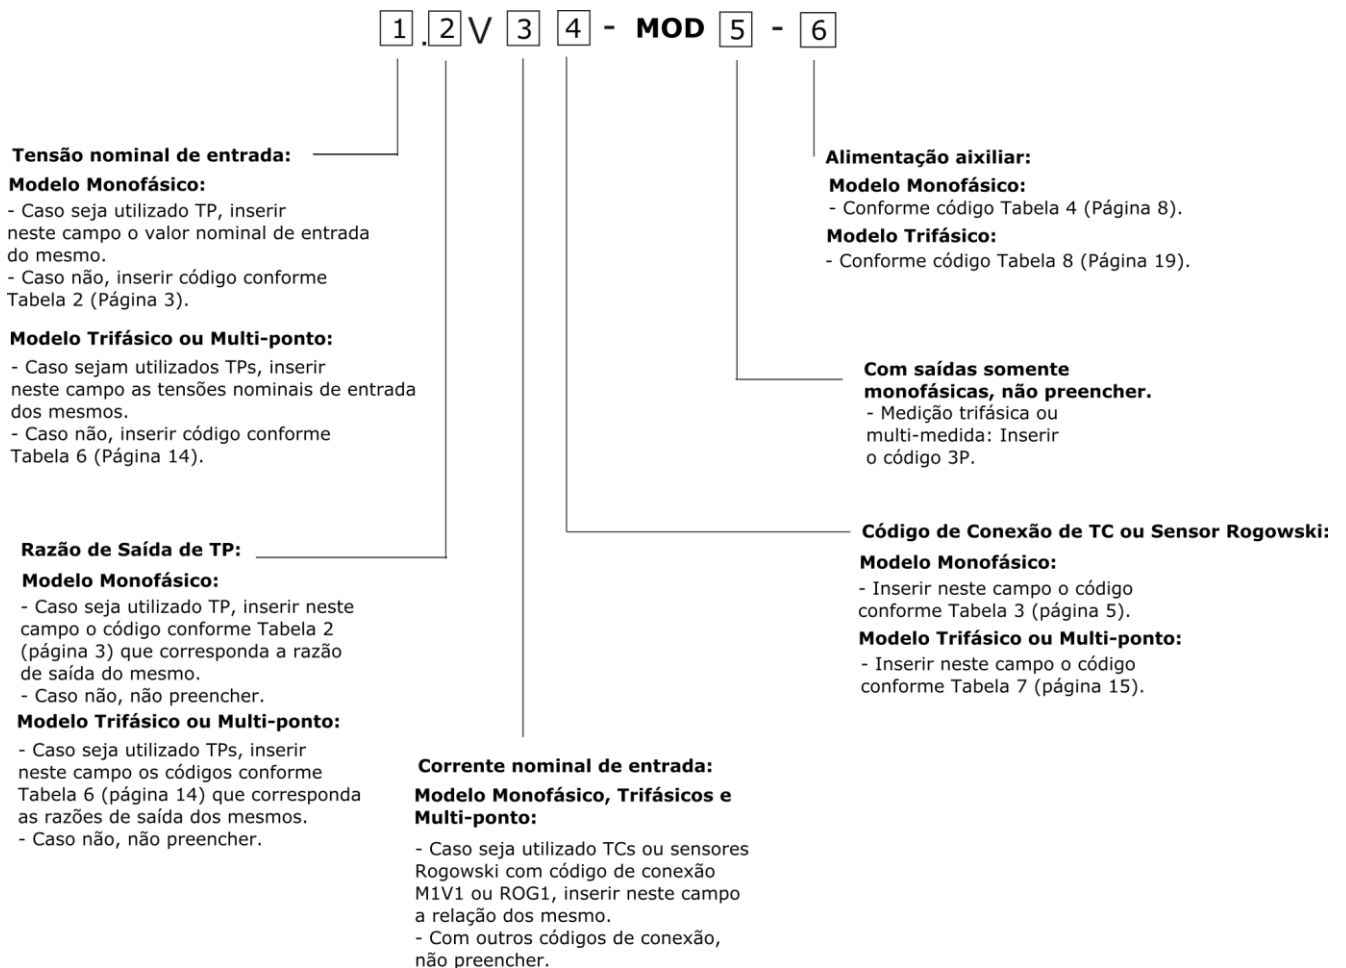 1 . 2 V 3 4 - MOD 5 - 6
Tensão nominal de entrada:
Modelo Monofásico:
- Caso seja utilizado TP, inserir
neste campo o valor nominal de entrada
do mesmo.
- Caso não, inserir código conforme
Tabela 2 (Página 3).
Modelo Trifásico ou Multi-ponto:
- Caso sejam utilizados TPs, inserir
neste campo as tensões nominais de entrada
dos mesmos.
- Caso não, inserir código conforme
Tabela 6 (Página 14).
Razão de Saída de TP:
Modelo Monofásico:
- Caso seja utilizado TP, inserir neste
campo o código conforme Tabela 2
(página 3) que corresponda a razão
de saída do mesmo.
- Caso não, não preencher.
Modelo Trifásico ou Multi-ponto:
- Caso seja utilizado TPs, inserir
neste campo os códigos conforme
Tabela 6 (página 14) que corresponda
as razões de saída dos mesmos.
- Caso não, não preencher.
Corrente nominal de entrada:
Modelo Monofásico, Trifásicos e
Multi-ponto:
- Caso seja utilizado TCs ou sensores
Rogowski com código de conexão
M1V1 ou ROG1, inserir neste campo
a relação dos mesmo.
- Com outros códigos de conexão,
não preencher.
Alimentação aixiliar:
Modelo Monofásico:
- Conforme código Tabela 4 (Página 8).
Modelo Trifásico:
- Conforme código Tabela 8 (Página 19).
Com saídas somente
monofásicas, não preencher.
- Medição trifásica ou
multi-medida: Inserir
o código 3P.
Código de Conexão de TC ou Sensor Rogowski:
Modelo Monofásico:
- Inserir neste campo o código
conforme Tabela 3 (página 5).
Modelo Trifásico ou Multi-ponto:
- Inserir neste campo o código
conforme Tabela 7 (página 15).